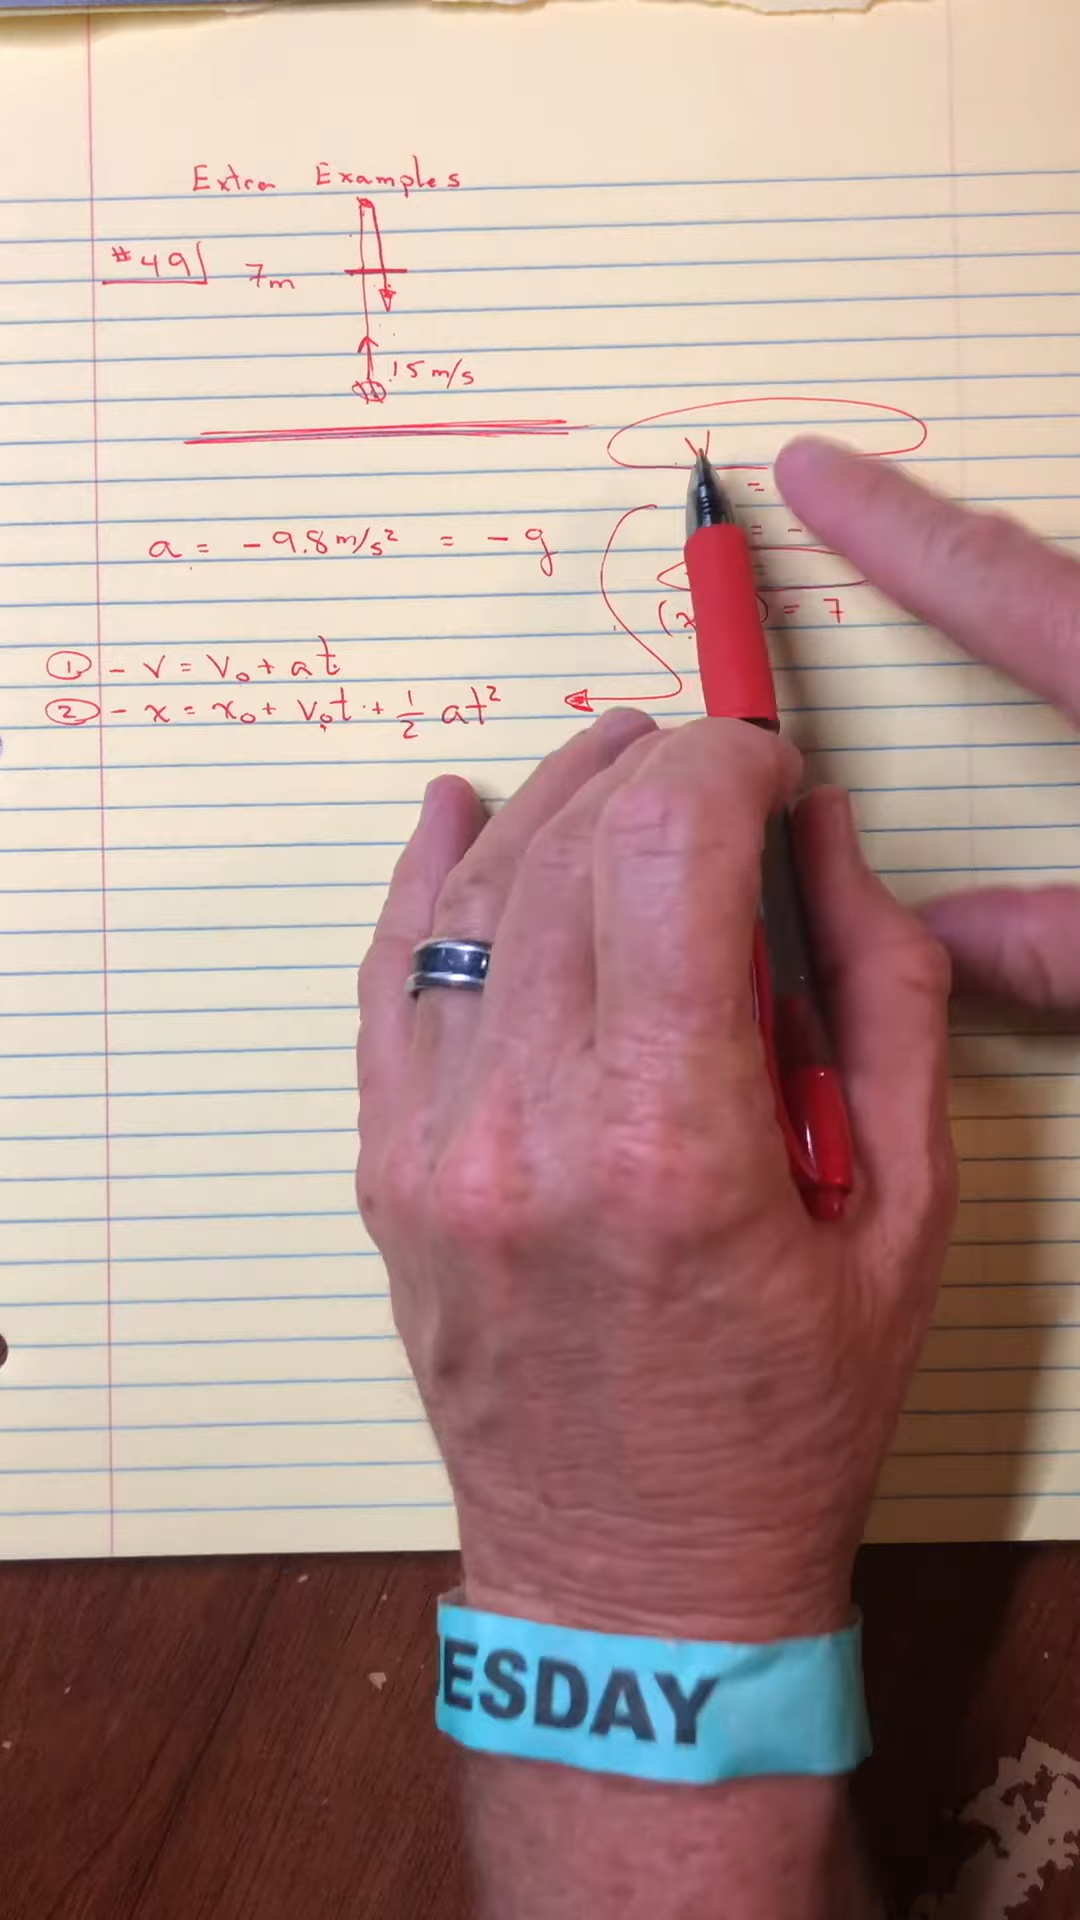 Extra Examples
#49 7m
15 m/s
V
=
a = -9.8 m/s² = -g
= -
=
(x ) = 7
① - v = v₀ + at
② - x = x₀ + v₀t + 1/2 at²
ESDAY